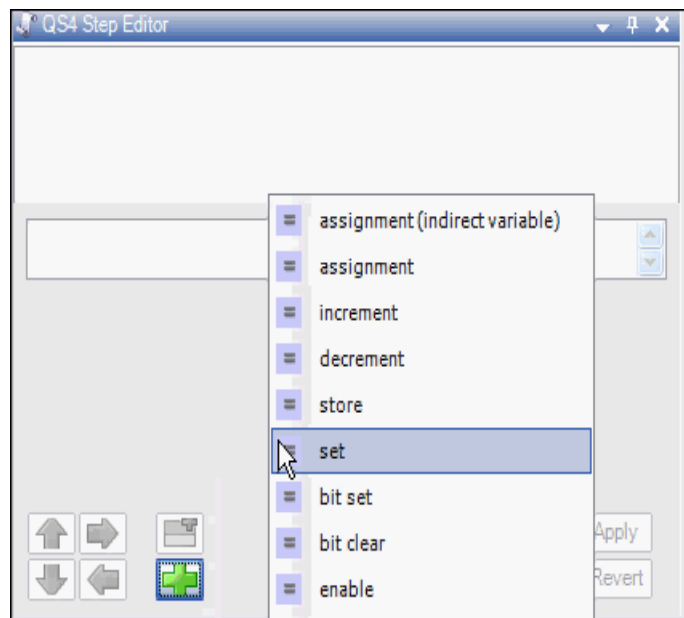 QS4 Step Editor
assignment (indirect variable)
assignment
increment
decrement
store
set
bit set
bit clear
enable
Apply
Revert